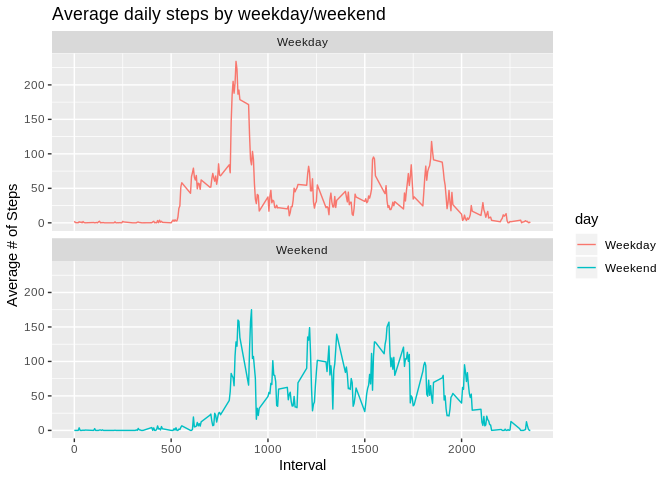 Average daily steps by weekday/weekend
Weekday
200
150
100
50
0
Weekend
200
150
100
50
0
0 500 1000 1500 2000
Interval
Average # of Steps
day
Weekday
Weekend